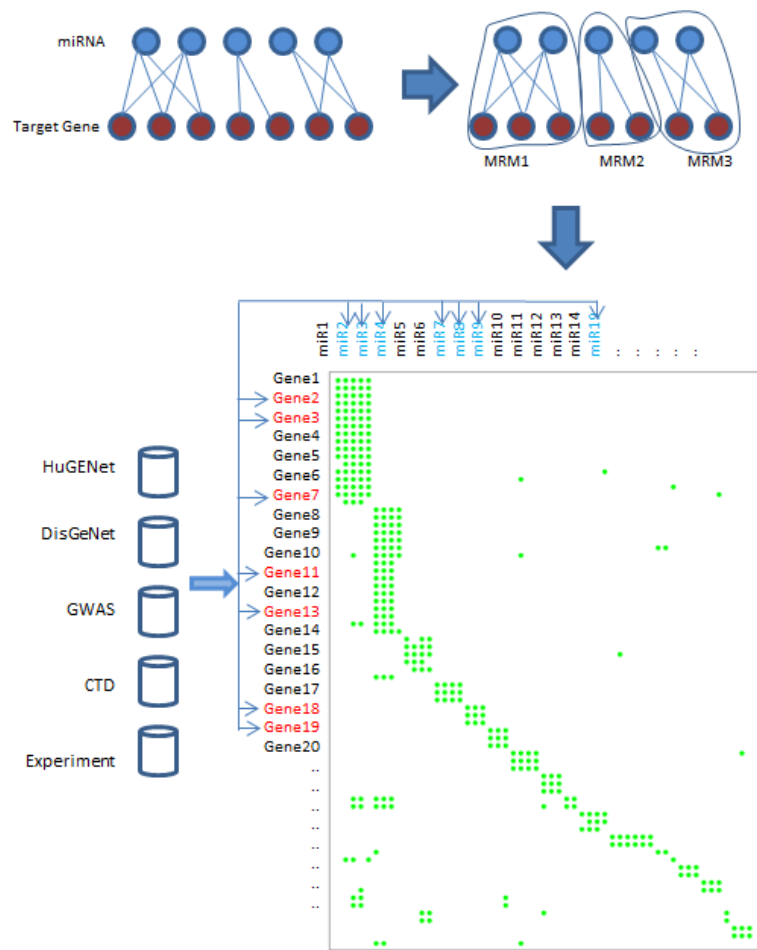 miRNA
Target Gene
MRM1
MRM2
MRM3
miR1
miR2
miR3
miR4
miR5
miR6
miR7
miR8
miR9
miR10
miR11
miR12
miR13
miR14
miR19
: : : : :
Gene1
Gene2
Gene3
Gene4
Gene5
Gene6
Gene7
Gene8
Gene9
Gene10
Gene11
Gene12
Gene13
Gene14
Gene15
Gene16
Gene17
Gene18
Gene19
Gene20
..
..
..
..
..
..
..
..
HuGENet
DisGeNet
GWAS
CTD
Experiment